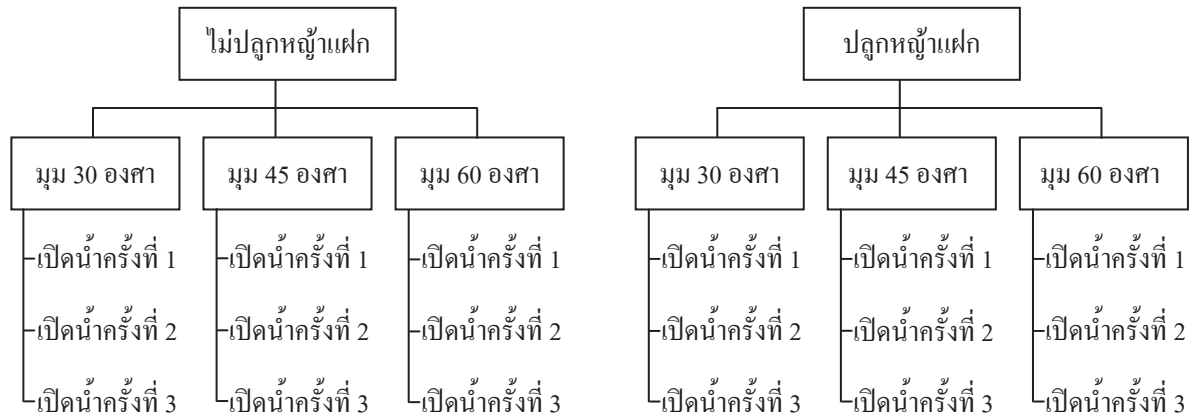 ไม่ปลูกหญ้าแฝก
ปลูกหญ้าแฝก
มุม 30 องศา
มุม 45 องศา
มุม 60 องศา
มุม 30 องศา
มุม 45 องศา
มุม 60 องศา
เปิดน้ำครั้งที่ 1
เปิดน้ำครั้งที่ 1
เปิดน้ำครั้งที่ 1
เปิดน้ำครั้งที่ 1
เปิดน้ำครั้งที่ 1
เปิดน้ำครั้งที่ 1
เปิดน้ำครั้งที่ 2
เปิดน้ำครั้งที่ 2
เปิดน้ำครั้งที่ 2
เปิดน้ำครั้งที่ 2
เปิดน้ำครั้งที่ 2
เปิดน้ำครั้งที่ 2
เปิดน้ำครั้งที่ 3
เปิดน้ำครั้งที่ 3
เปิดน้ำครั้งที่ 3
เปิดน้ำครั้งที่ 3
เปิดน้ำครั้งที่ 3
เปิดน้ำครั้งที่ 3